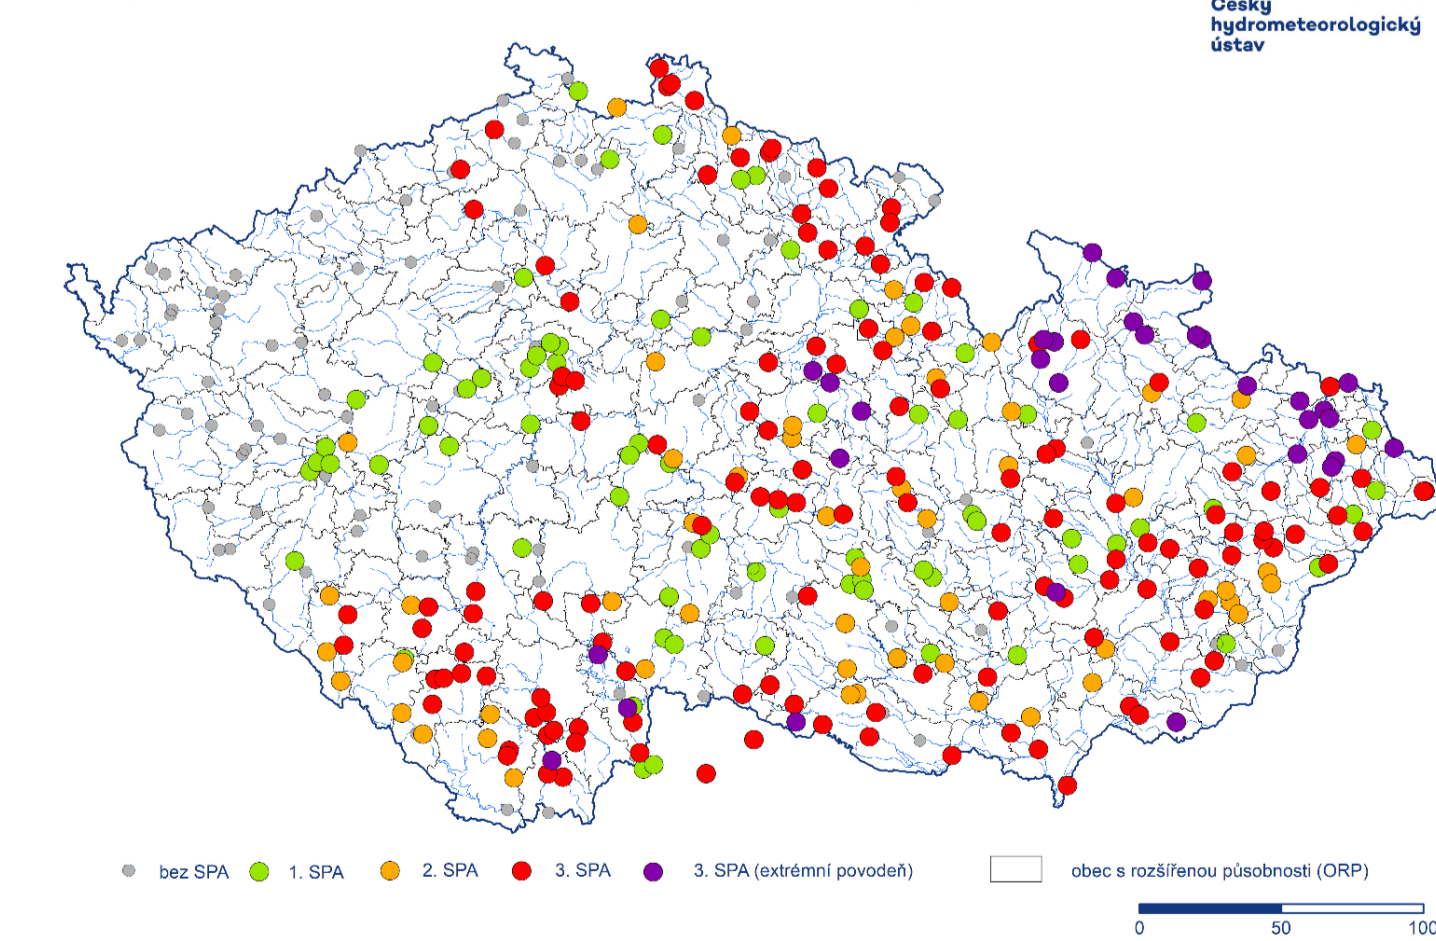 Český
hydrometeorologický
ústav
bez SPA
1. SPA
2. SPA
3. SPA
3. SPA (extrémní povodeň)
obec s rozšířenou působnosti (ORP)
0
50
100